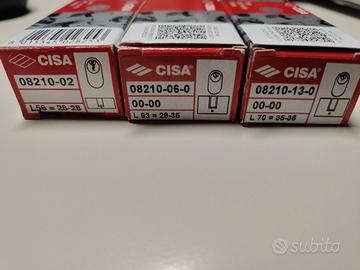 CISA
08210-02
L56 = 28-28
CISA
08210-06-0
00-00
L 63 = 28-35
CISA
08210-13-0
00-00
L 70 = 35-35
subito